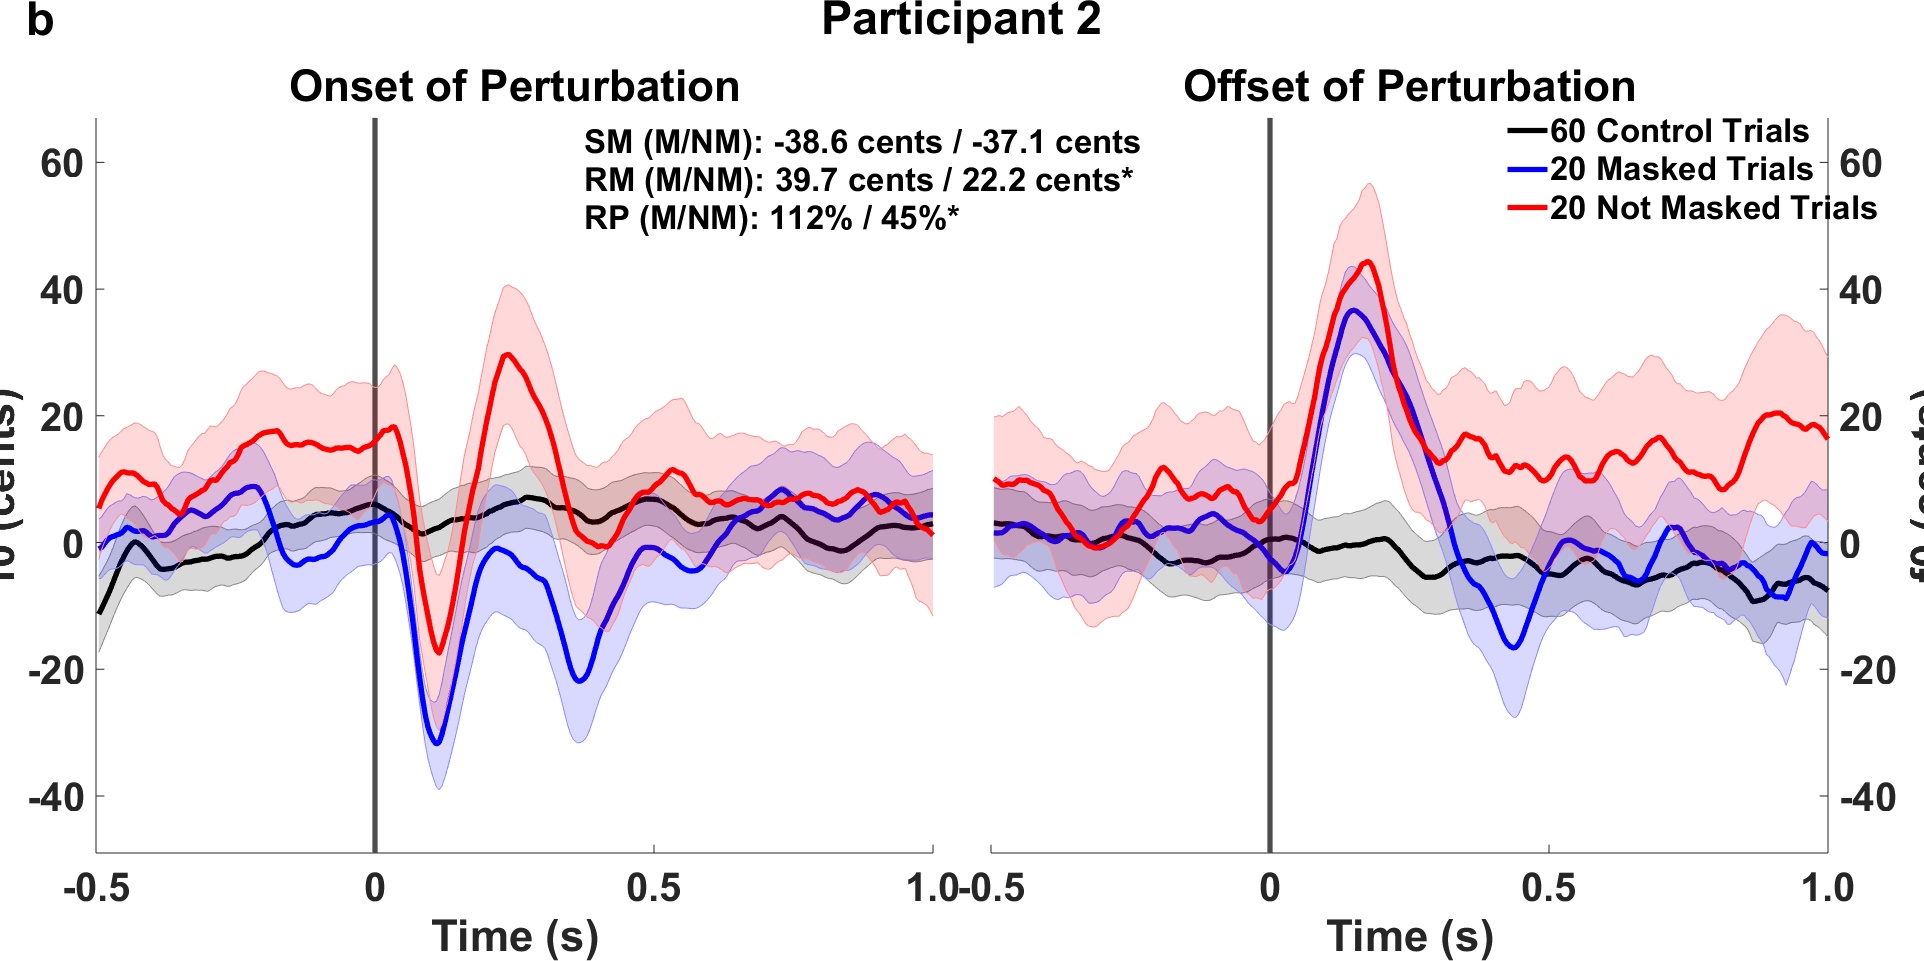 b
Participant 2
Onset of Perturbation
Offset of Perturbation
SM (M/NM): -38.6 cents / -37.1 cents
RM (M/NM): 39.7 cents / 22.2 cents*
RP (M/NM): 112% / 45%*
60 Control Trials
20 Masked Trials
20 Not Masked Trials
60
40
20
0
-20
-40
(cents)
-0.5
0
0.5
1.0
Time (s)
-0.5
0
0.5
1.0
Time (s)
60
40
20
0
-20
-40
f0 (cents)